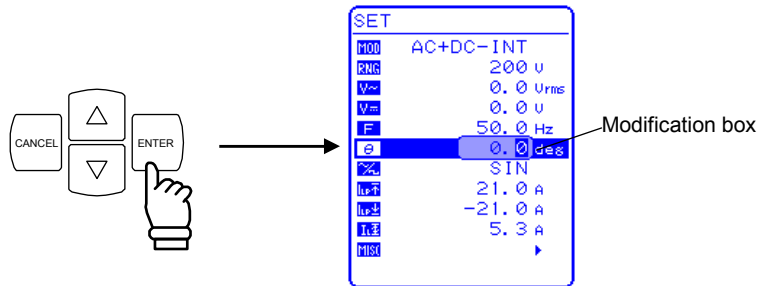 SET
MOD AC+DC-INT
RNG 200 V
V~ 0.0 Vrms
V= 0.0 V
F 50.0 Hz
θ 0.0 deg
SIN
21.0 A
-21.0 A
5.3 A
MISC
CANCEL
ENTER
Modification box